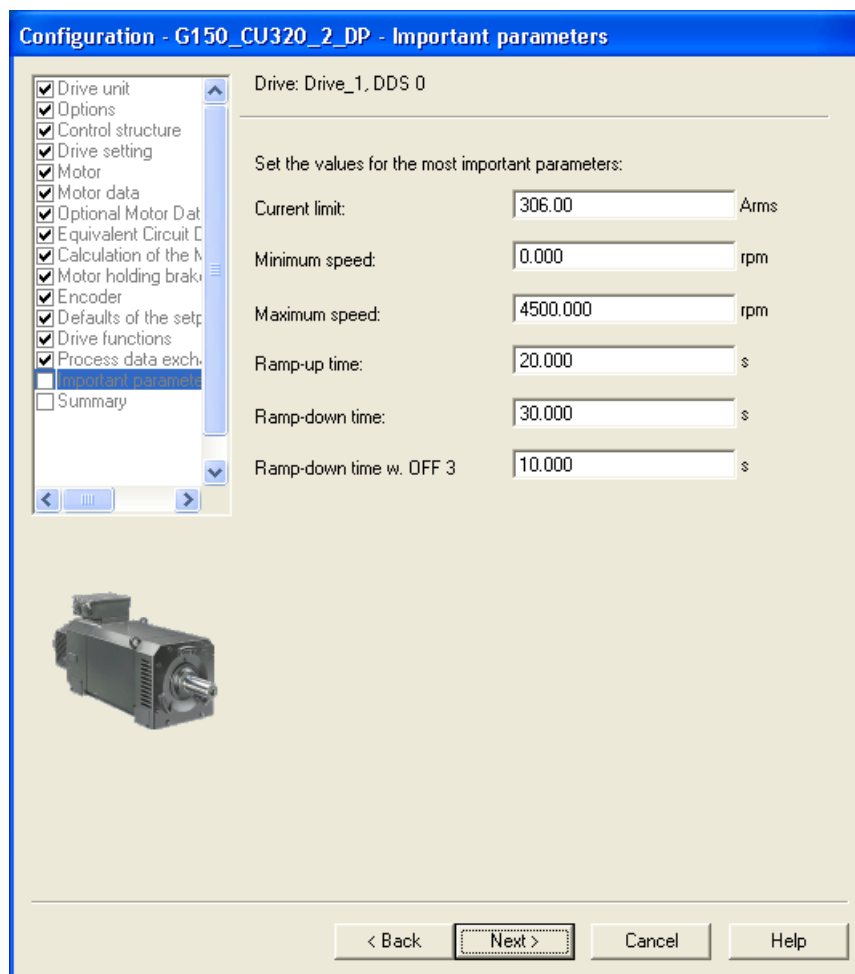 Configuration - G150_CU320_2_DP - Important parameters
Drive unit
Options
Control structure
Drive setting
Motor
Motor data
Optional Motor Dat
Equivalent Circuit D
Calculation of the M
Motor holding brak
Encoder
Defaults of the setp
Drive functions
Process data exch
Important paramete
Summary
Drive: Drive_1, DDS 0
Set the values for the most important parameters:
Current limit: 306.00 Arms
Minimum speed: 0.000 rpm
Maximum speed: 4500.000 rpm
Ramp-up time: 20.000 s
Ramp-down time: 30.000 s
Ramp-down time w. OFF 3 10.000 s
< Back Next > Cancel Help